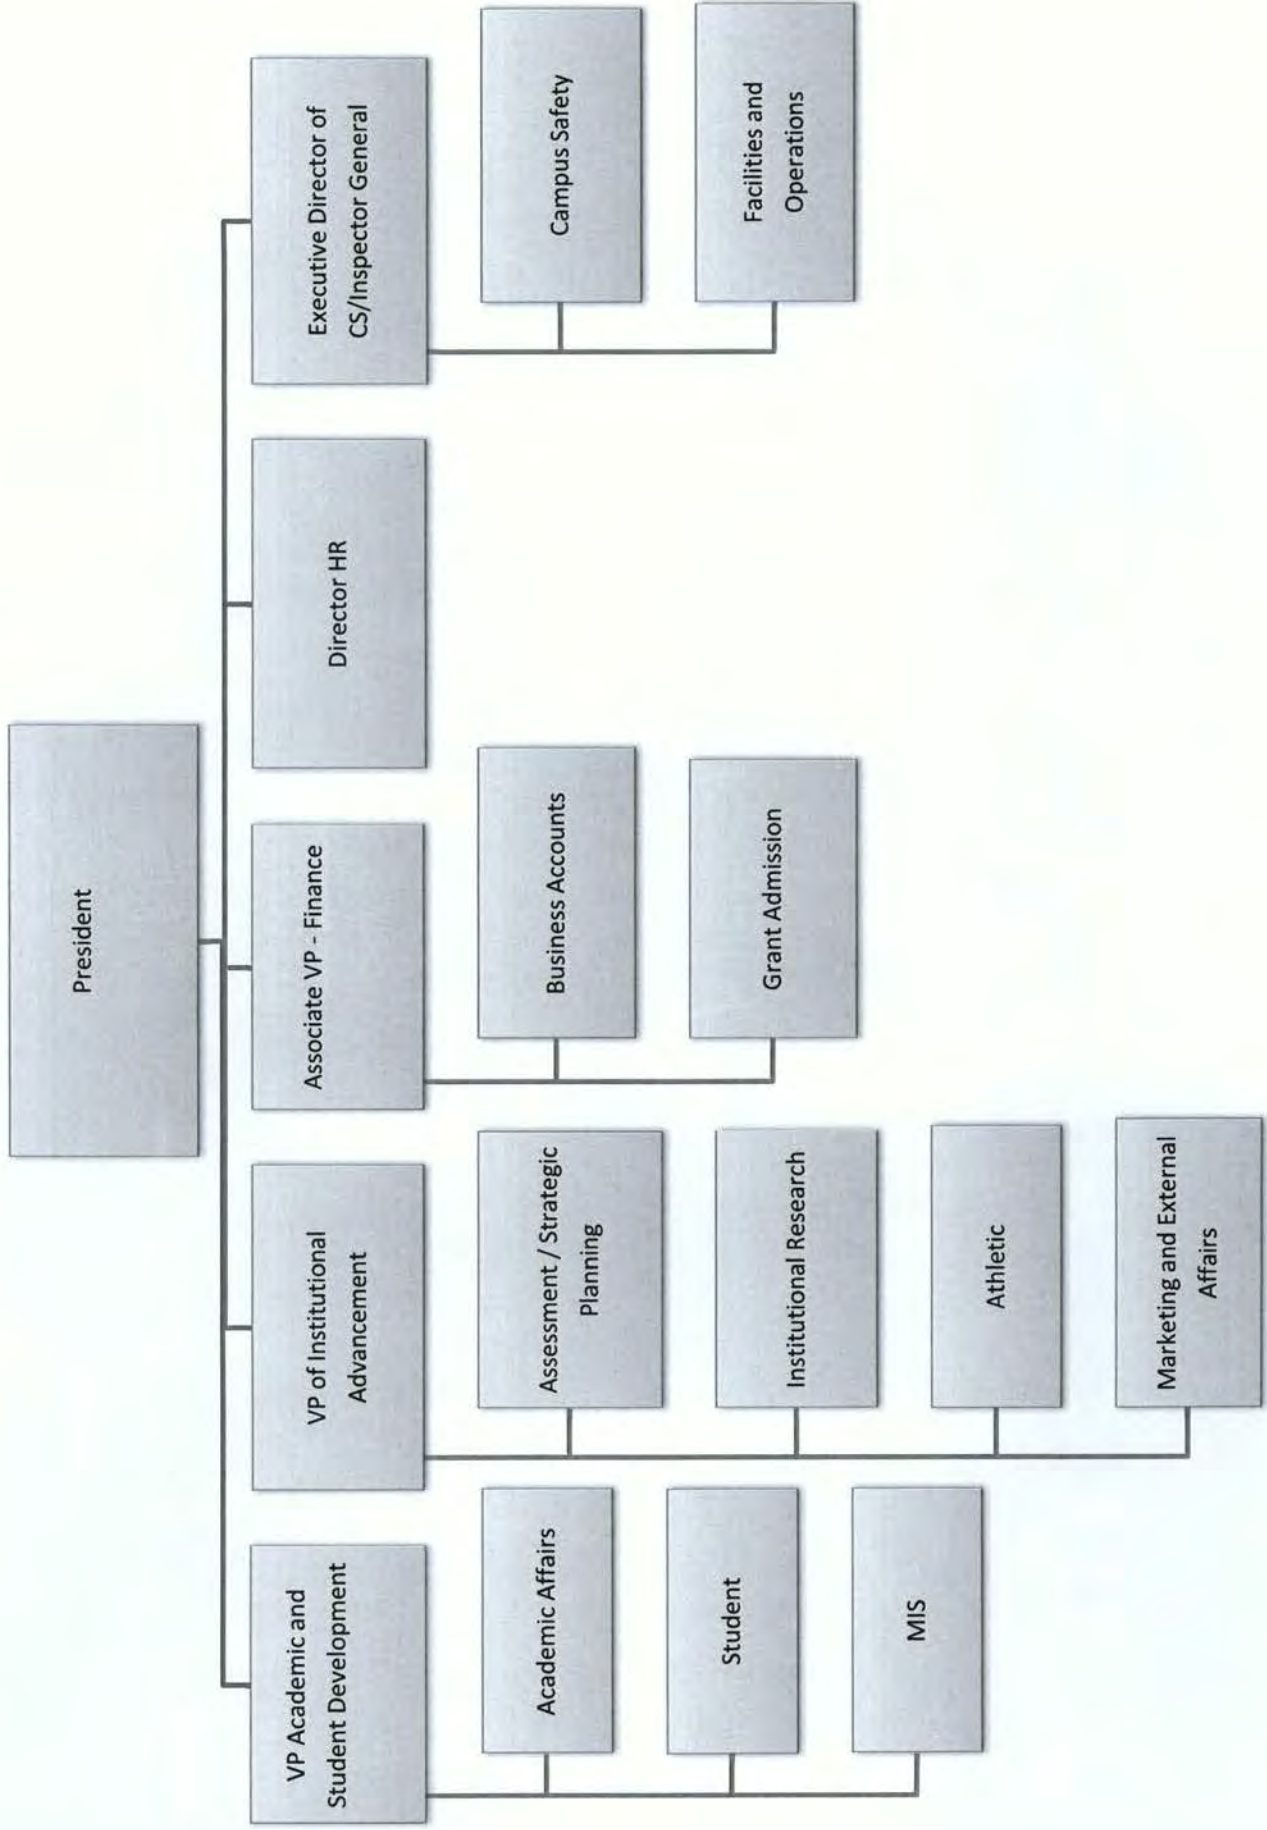 President
VP Academic and
Student Development
Academic Affairs
Student
MIS
VP of Institutional
Advancement
Assessment / Strategic
Planning
Institutional Research
Athletic
Marketing and External
Affairs
Associate VP - Finance
Business Accounts
Grant Admission
Director HR
Executive Director of
CS/Inspector General
Campus Safety
Facilities and
Operations